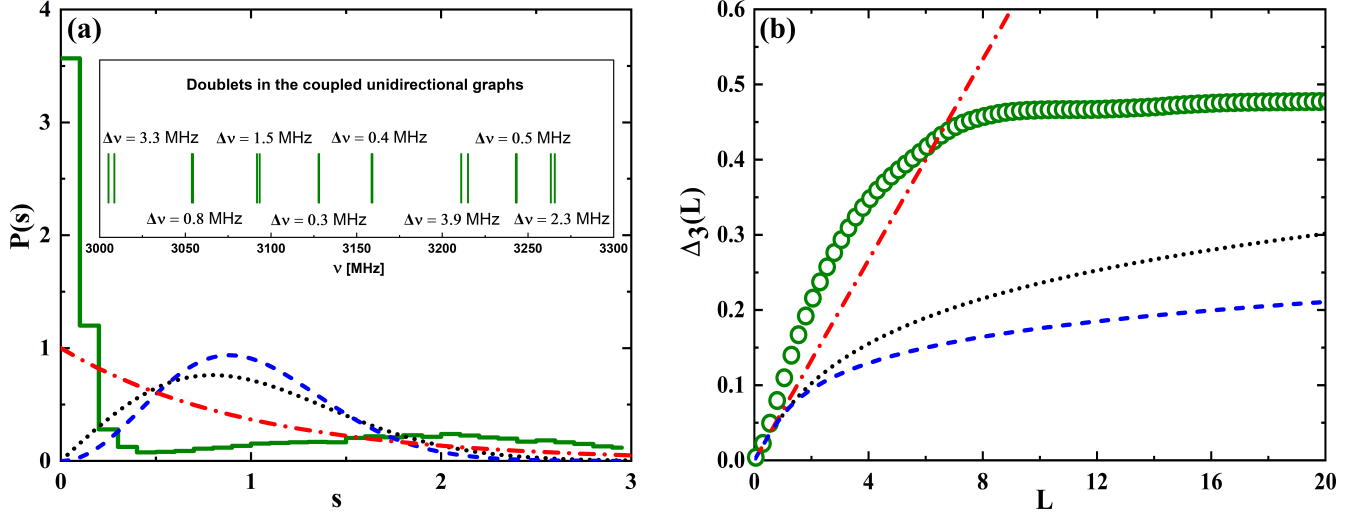 (a)
P(s)
4
3
2
1
0
Doublets in the coupled unidirectional graphs
Δν = 3.3 MHz Δν = 1.5 MHz Δν = 0.4 MHz Δν = 0.5 MHz
Δν = 0.8 MHz Δν = 0.3 MHz Δν = 3.9 MHz Δν = 2.3 MHz
3000 3050 3100 3150 3200 3250 3300
ν [MHz]
0 1 2 3
s
(b)
Δ3(L)
0.6
0.5
0.4
0.3
0.2
0.1
0.0
0 4 8 12 16 20
L